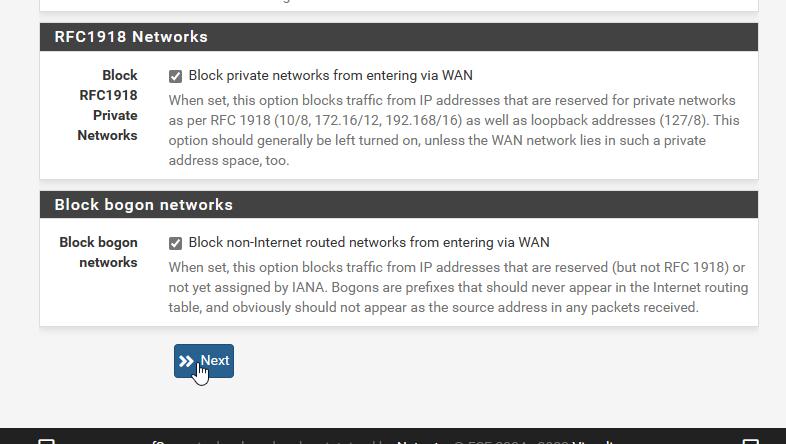 RFC1918 Networks
Block
RFC1918
Private
Networks
Block private networks from entering via WAN
When set, this option blocks traffic from IP addresses that are reserved for private networks
as per RFC 1918 (10/8, 172.16/12, 192.168/16) as well as loopback addresses (127/8). This
option should generally be left turned on, unless the WAN network lies in such a private
address space, too.
Block bogon networks
Block bogon
networks
Block non-Internet routed networks from entering via WAN
When set, this option blocks traffic from IP addresses that are reserved (but not RFC 1918) or
not yet assigned by IANA. Bogons are prefixes that should never appear in the Internet routing
table, and obviously should not appear as the source address in any packets received.
Next